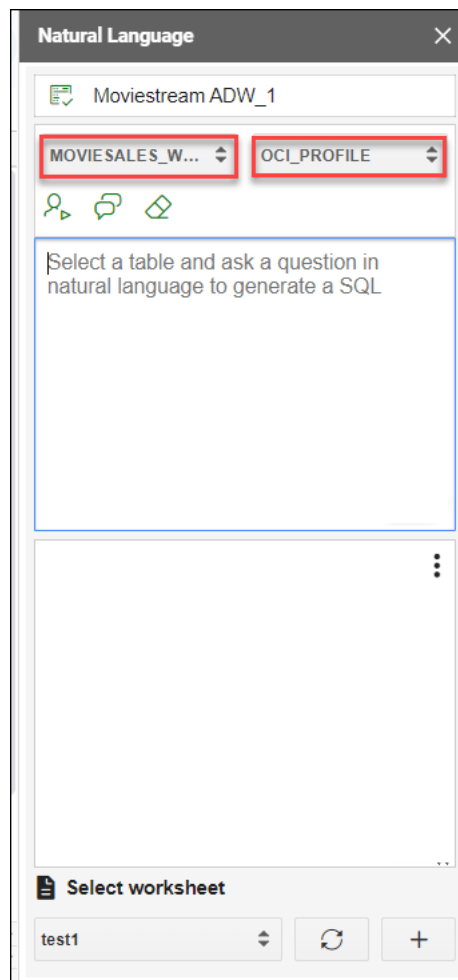 Natural Language
Moviestream ADW_1
MOVIESALES_W... OCI_PROFILE
Select a table and ask a question in
natural language to generate a SQL
Select worksheet
test1